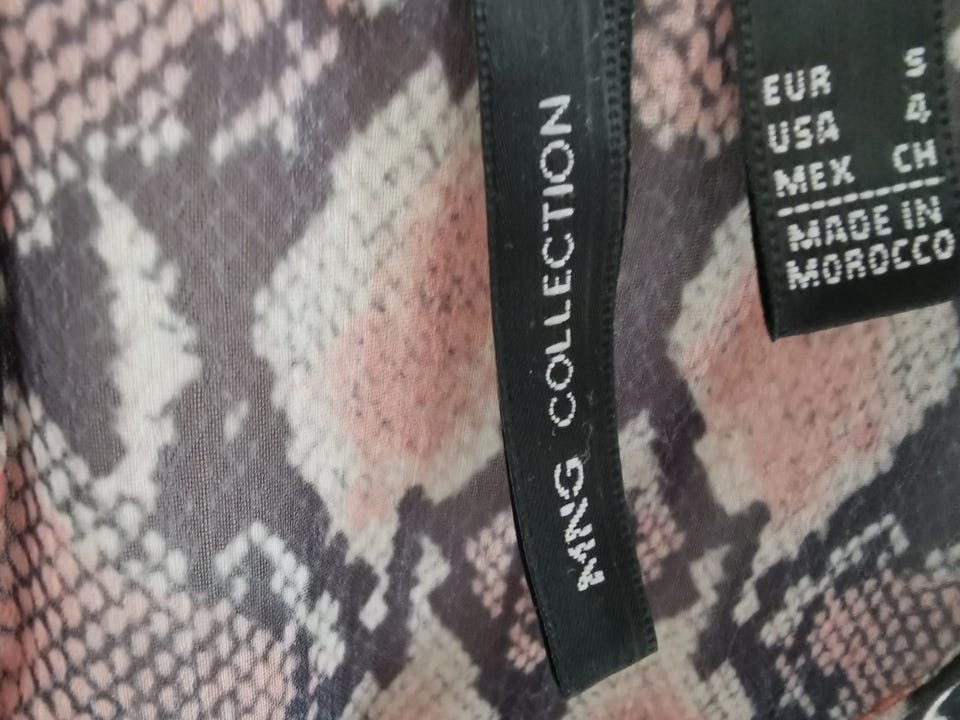 MNG COLLECTION
EUR S
USA 4
MEX CH
MADE IN
MOROCCO